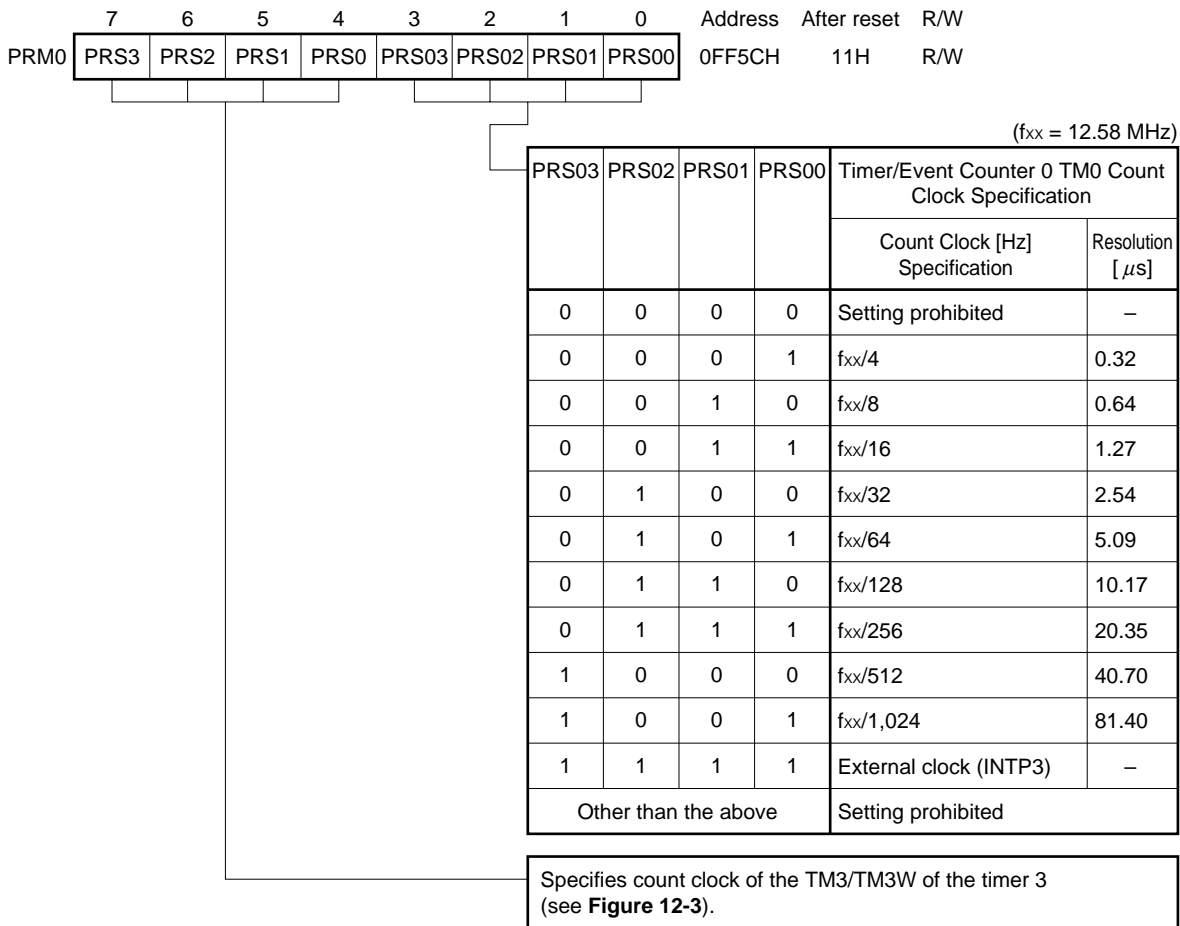 7 6 5 4 3 2 1 0 Address After reset R/W
PRM0 PRS3 PRS2 PRS1 PRS0 PRS03 PRS02 PRS01 PRS00 0FF5CH 11H R/W
(fxx = 12.58 MHz)
PRS03 PRS02 PRS01 PRS00 Timer/Event Counter 0 TM0 Count
Clock Specification
Count Clock [Hz] Resolution
Specification [ μs]
0 0 0 0 Setting prohibited –
0 0 0 1 fxx/4 0.32
0 0 1 0 fxx/8 0.64
0 0 1 1 fxx/16 1.27
0 1 0 0 fxx/32 2.54
0 1 0 1 fxx/64 5.09
0 1 1 0 fxx/128 10.17
0 1 1 1 fxx/256 20.35
1 0 0 0 fxx/512 40.70
1 0 0 1 fxx/1,024 81.40
1 1 1 1 External clock (INTP3) –
Other than the above Setting prohibited
Specifies count clock of the TM3/TM3W of the timer 3
(see Figure 12-3).